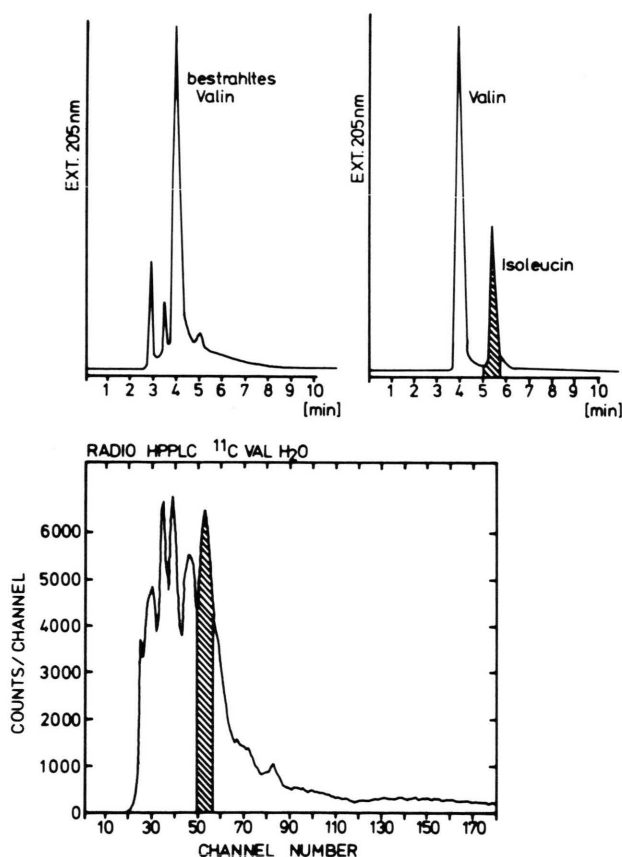 EXT. 205nm
bestrahltes
Valin
1 2 3 4 5 6 7 8 9 10
[min]
EXT. 205nm
Valin
Isoleucin
1 2 3 4 5 6 7 8 9 10
[min]
RADIO HPPLC ¹¹C VAL H₂O
COUNTS/CHANNEL
6000
5000
4000
3000
2000
1000
0
10 30 50 70 90 110 130 150 170
CHANNEL NUMBER